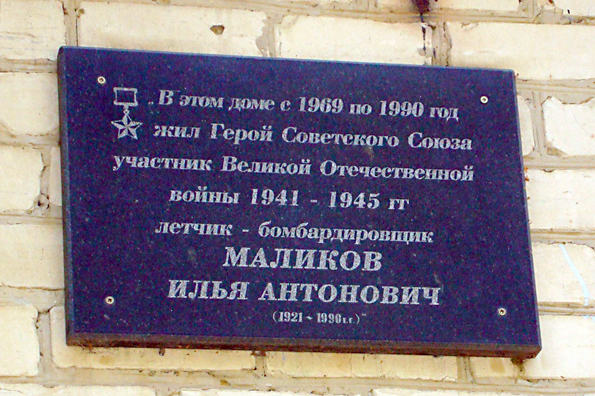 В этом доме с 1969 по 1990 год
жил Герой Советского Союза
участник Великой Отечественной
войны 1941 - 1945 гг
летчик - бомбардировщик
МАЛИКОВ
ИЛЬЯ АНТОНОВИЧ
(1921 - 1990 г.г.)